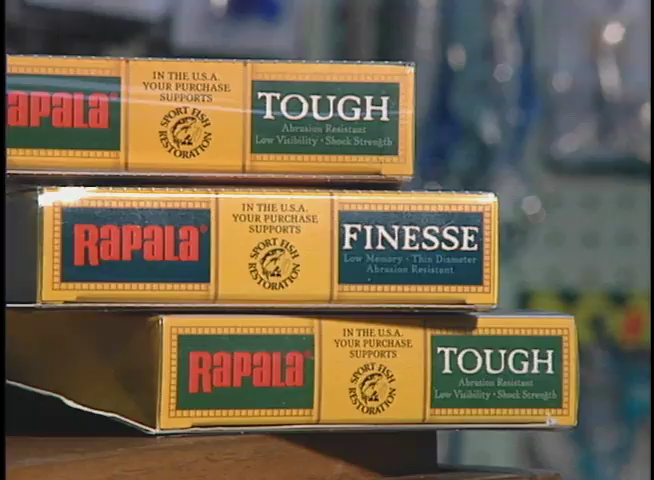 RAPALA
IN THE U.S.A.
YOUR PURCHASE
SUPPORTS
SPORT FISH
RESTORATION
TOUGH
Abrasion Resistant
Low Visibility · Shock Strength
RAPALA®
IN THE U.S.A.
YOUR PURCHASE
SUPPORTS
SPORT FISH
RESTORATION
FINESSE
Low Memory · Thin Diameter
Abrasion Resistant
RAPALA®
IN THE U.S.A.
YOUR PURCHASE
SUPPORTS
SPORT FISH
RESTORATION
TOUGH
Abrasion Resistant
Low Visibility · Shock Strength